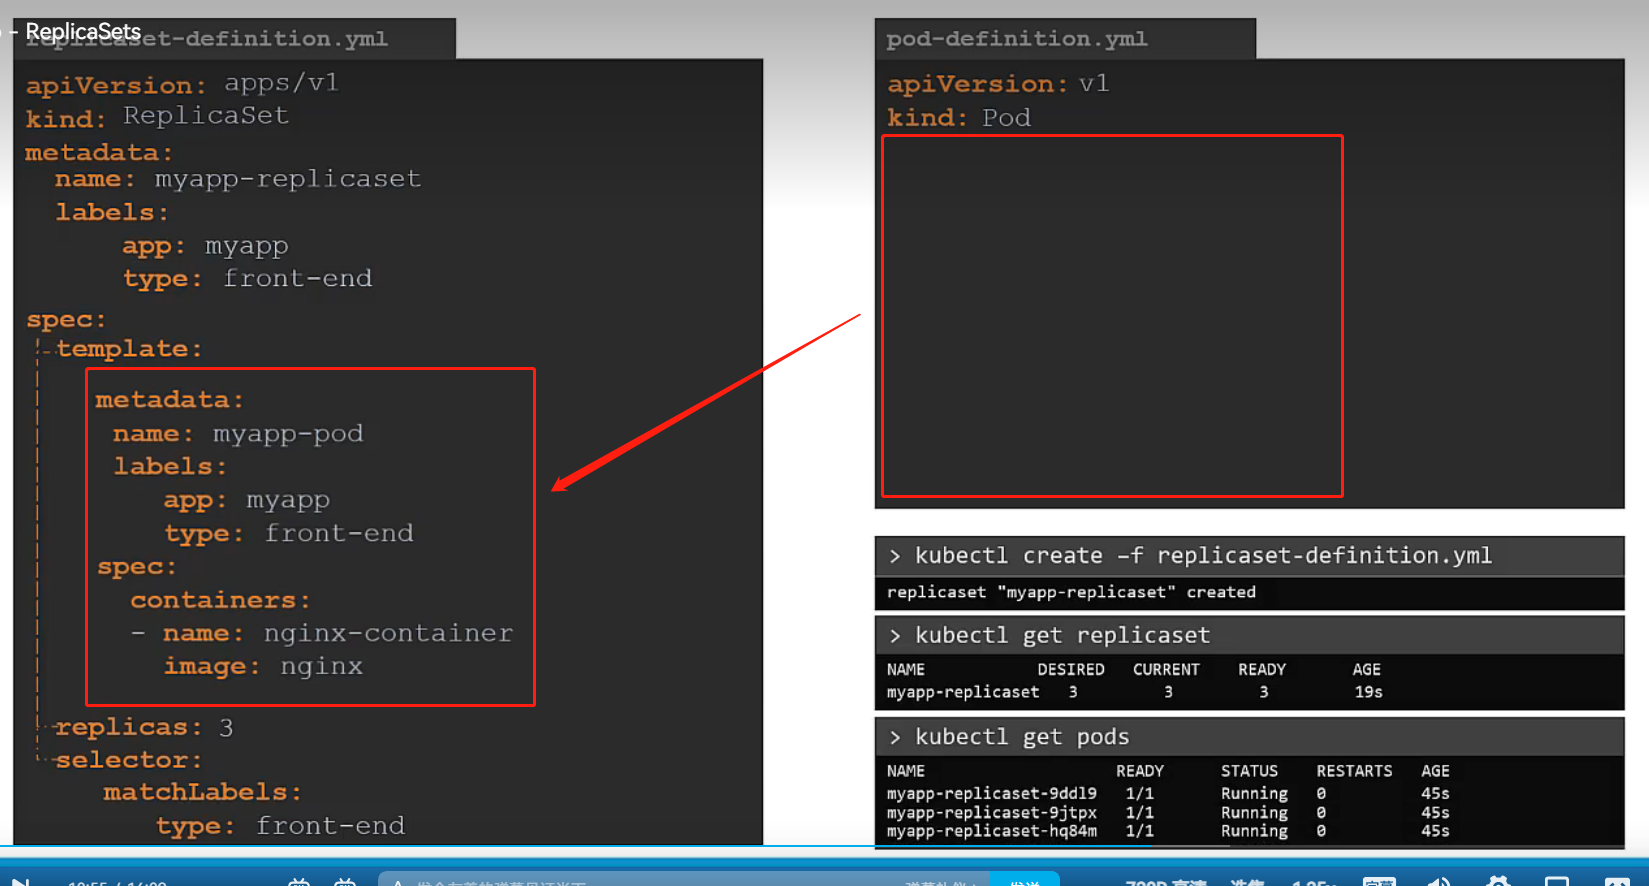 - ReplicaSets
replicaset-definition.yml
apiVersion: apps/v1
kind: ReplicaSet
metadata:
name: myapp-replicaset
labels:
app: myapp
type: front-end
spec:
template:
metadata:
name: myapp-pod
labels:
app: myapp
type: front-end
spec:
containers:
- name: nginx-container
image: nginx
replicas: 3
selector:
matchLabels:
type: front-end
pod-definition.yml
apiVersion: v1
kind: Pod
> kubectl create –f replicaset-definition.yml
replicaset "myapp-replicaset" created
> kubectl get replicaset
NAME DESIRED CURRENT READY AGE
myapp-replicaset 3 3 3 19s
> kubectl get pods
NAME READY STATUS RESTARTS AGE
myapp-replicaset-9ddl9 1/1 Running 0 45s
myapp-replicaset-9jtpx 1/1 Running 0 45s
myapp-replicaset-hq84m 1/1 Running 0 45s